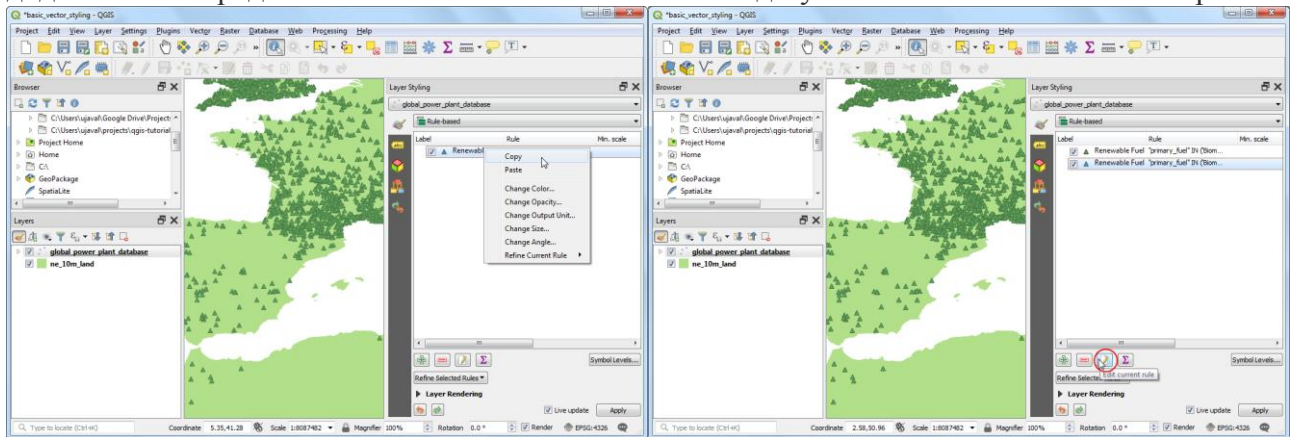 *basic_vector_styling - QGIS
Project Edit View Layer Settings Plugins Vector Raster Database Web Processing Help
Browser
C:\Users\ujaval\Google Drive\Project
C:\Users\ujaval\projects\qgis-tutorial
Project Home
Home
C:\
GeoPackage
SpatiaLite
Layers
global_power_plant_database
ne_10m_land
Layer Styling
global_power_plant_database
Rule-based
Label Rule Min. scale
Renewabl
Copy
Paste
Change Color...
Change Opacity...
Change Output Unit...
Change Size...
Change Angle...
Refine Current Rule
Symbol Levels...
Refine Selected Rules
Layer Rendering
Live update Apply
Type to locate (Ctrl+K) Coordinate 5.35,41.28 Scale 1:8087482 Magnifier 100% Rotation 0.0 ° Render EPSG:4326
*basic_vector_styling - QGIS
Project Edit View Layer Settings Plugins Vector Raster Database Web Processing Help
Browser
C:\Users\ujaval\Google Drive\Project
C:\Users\ujaval\projects\qgis-tutorial
Project Home
Home
C:\
GeoPackage
SpatiaLite
Layers
global_power_plant_database
ne_10m_land
Layer Styling
global_power_plant_database
Rule-based
Label Rule Min. scale
Renewable Fuel "primary_fuel" IN ('Biom...
Renewable Fuel "primary_fuel" IN ('Biom...
Symbol Levels...
Refine Selected
Edit current rule
Layer Rendering
Live update Apply
Type to locate (Ctrl+K) Coordinate 2.58,50.96 Scale 1:8087482 Magnifier 100% Rotation 0.0 ° Render EPSG:4326